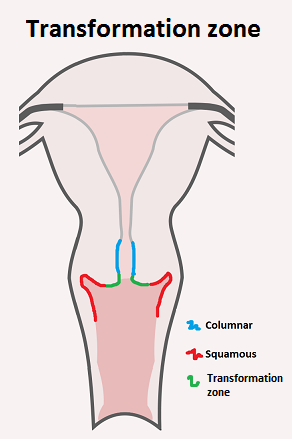 Transformation zone
Columnar
Squamous
Transformation
zone